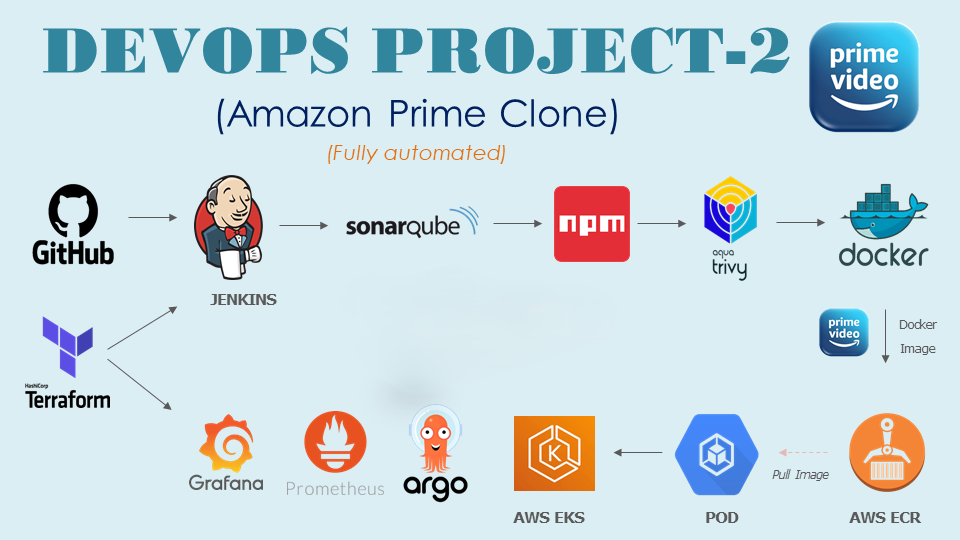 DEVOPS PROJECT-2
prime
video
(Amazon Prime Clone)
(Fully automated)
GitHub
JENKINS
sonarqube
npm
aqua
trivy
docker
HashiCorp
Terraform
prime
video
Docker
Image
Grafana
Prometheus
argo
K
AWS EKS
POD
Pull Image
AWS ECR